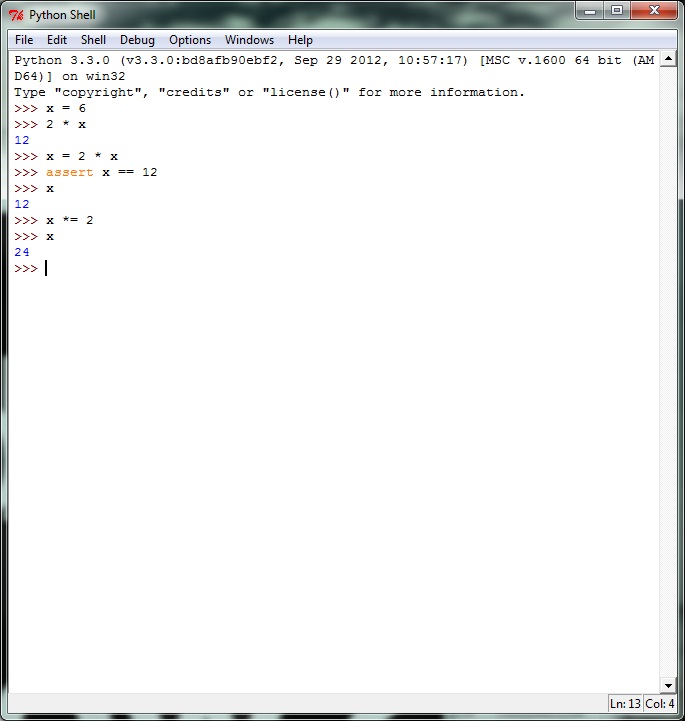 Python Shell
File Edit Shell Debug Options Windows Help
Python 3.3.0 (v3.3.0:bd8afb90ebf2, Sep 29 2012, 10:57:17) [MSC v.1600 64 bit (AM
D64)] on win32
Type "copyright", "credits" or "license()" for more information.
>>> x = 6
>>> 2 * x
12
>>> x = 2 * x
>>> assert x == 12
>>> x
12
>>> x *= 2
>>> x
24
>>>
Ln: 13 Col: 4